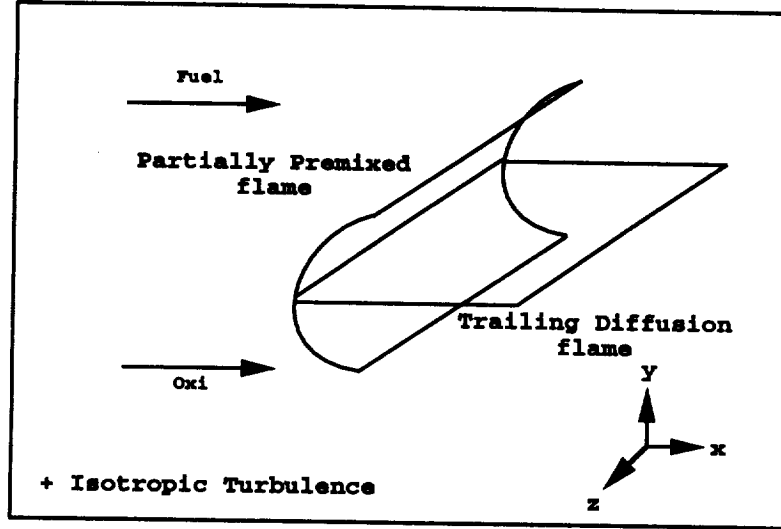 Fuel
Partially Premixed
flame
Trailing Diffusion
flame
Oxi
y
x
z
+ Isotropic Turbulence